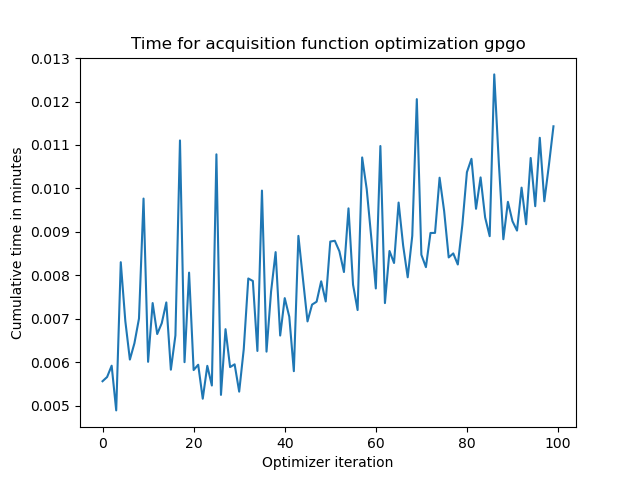 Time for acquisition function optimization gpgo
0.013
0.012
0.011
0.010
0.009
0.008
0.007
0.006
0.005
Cumulative time in minutes
0 20 40 60 80 100
Optimizer iteration